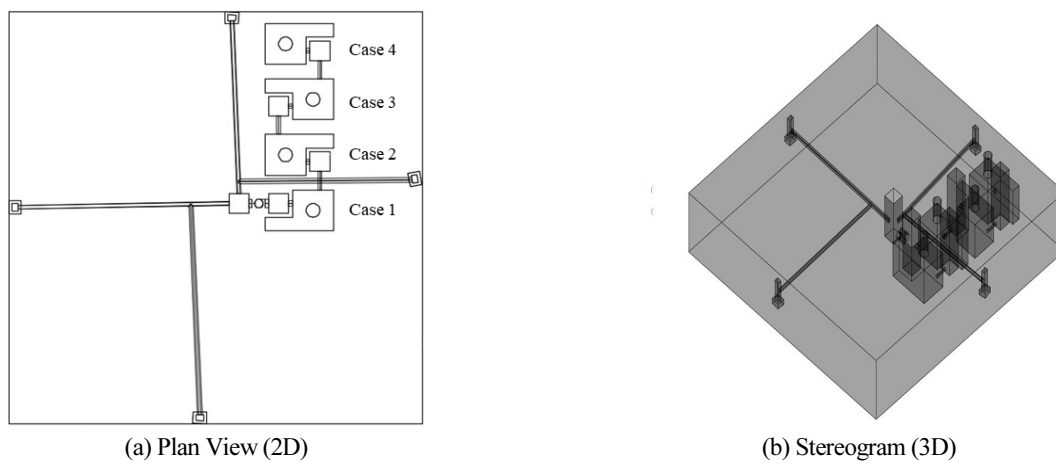 Case 4
Case 3
Case 2
Case 1
(a) Plan View (2D)
(b) Stereogram (3D)